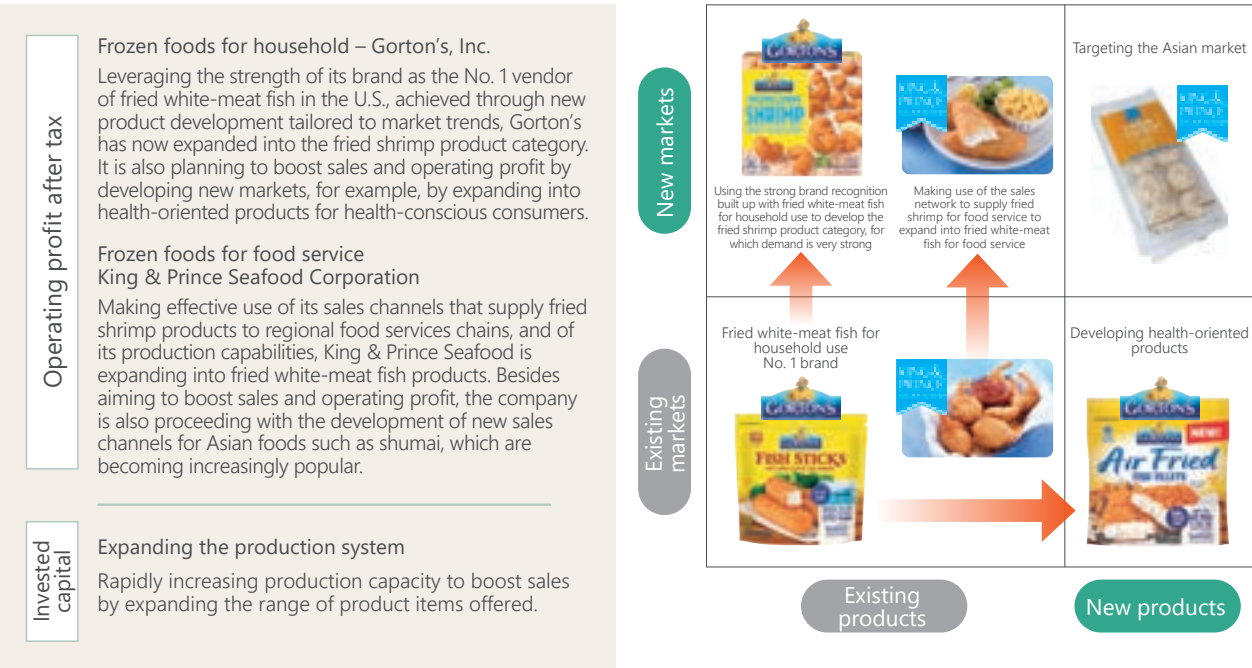 Operating profit after tax
Frozen foods for household – Gorton's, Inc.
Leveraging the strength of its brand as the No. 1 vendor
of fried white-meat fish in the U.S., achieved through new
product development tailored to market trends, Gorton's
has now expanded into the fried shrimp product category.
It is also planning to boost sales and operating profit by
developing new markets, for example, by expanding into
health-oriented products for health-conscious consumers.
Frozen foods for food service
King & Prince Seafood Corporation
Making effective use of its sales channels that supply fried
shrimp products to regional food services chains, and of
its production capabilities, King & Prince Seafood is
expanding into fried white-meat fish products. Besides
aiming to boost sales and operating profit, the company
is also proceeding with the development of new sales
channels for Asian foods such as shumai, which are
becoming increasingly popular.
Invested
capital
Expanding the production system
Rapidly increasing production capacity to boost sales
by expanding the range of product items offered.
New markets
GORTON'S
SHRIMP
Using the strong brand recognition
built up with fried white-meat fish
for household use to develop the
fried shrimp product category, for
which demand is very strong
KING &
PRINCE
Making use of the sales
network to supply fried
shrimp for food service to
expand into fried white-meat
fish for food service
Targeting the Asian market
KING &
PRINCE
Existing
markets
Fried white-meat fish for
household use
No. 1 brand
GORTON'S
FISH STICKS
KING &
PRINCE
Developing health-oriented
products
GORTON'S
NEW!
Air Fried
FISH FILLETS
Existing
products
New products